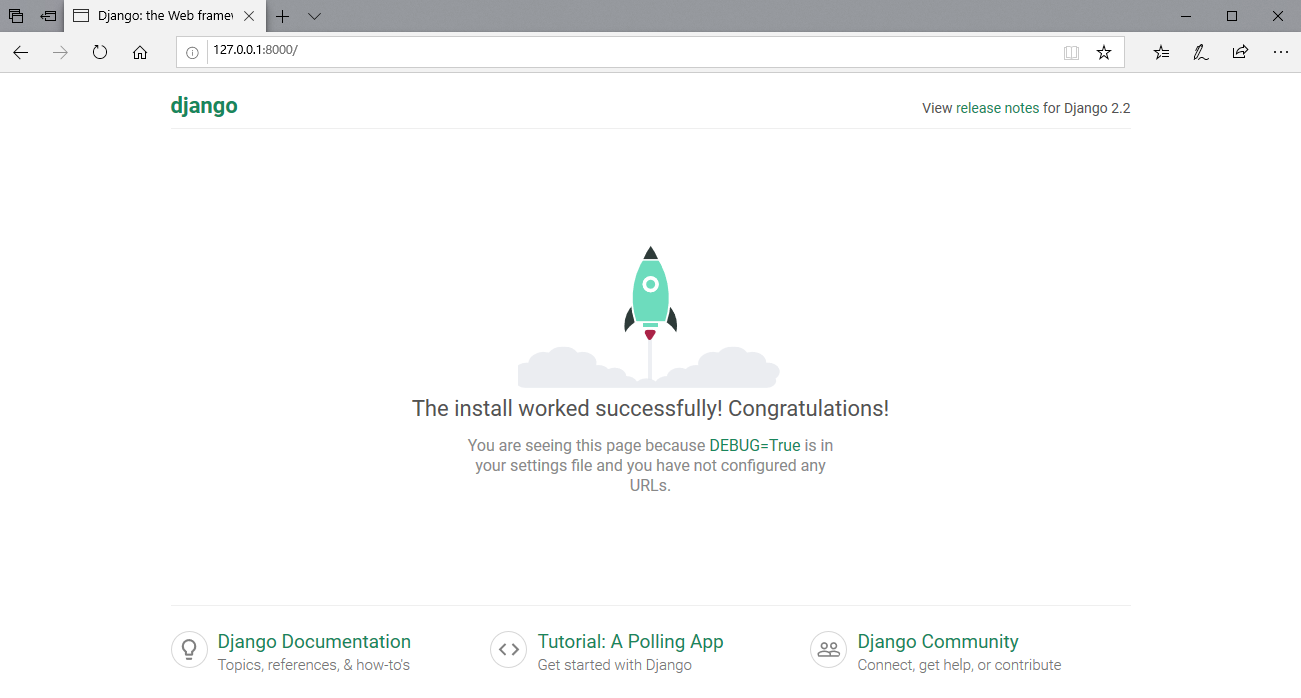 Django: the Web framew
127.0.0.1:8000/
django
View release notes for Django 2.2
The install worked successfully! Congratulations!
You are seeing this page because DEBUG=True is in
your settings file and you have not configured any
URLs.
Django Documentation
Topics, references, & how-to's
Tutorial: A Polling App
Get started with Django
Django Community
Connect, get help, or contribute